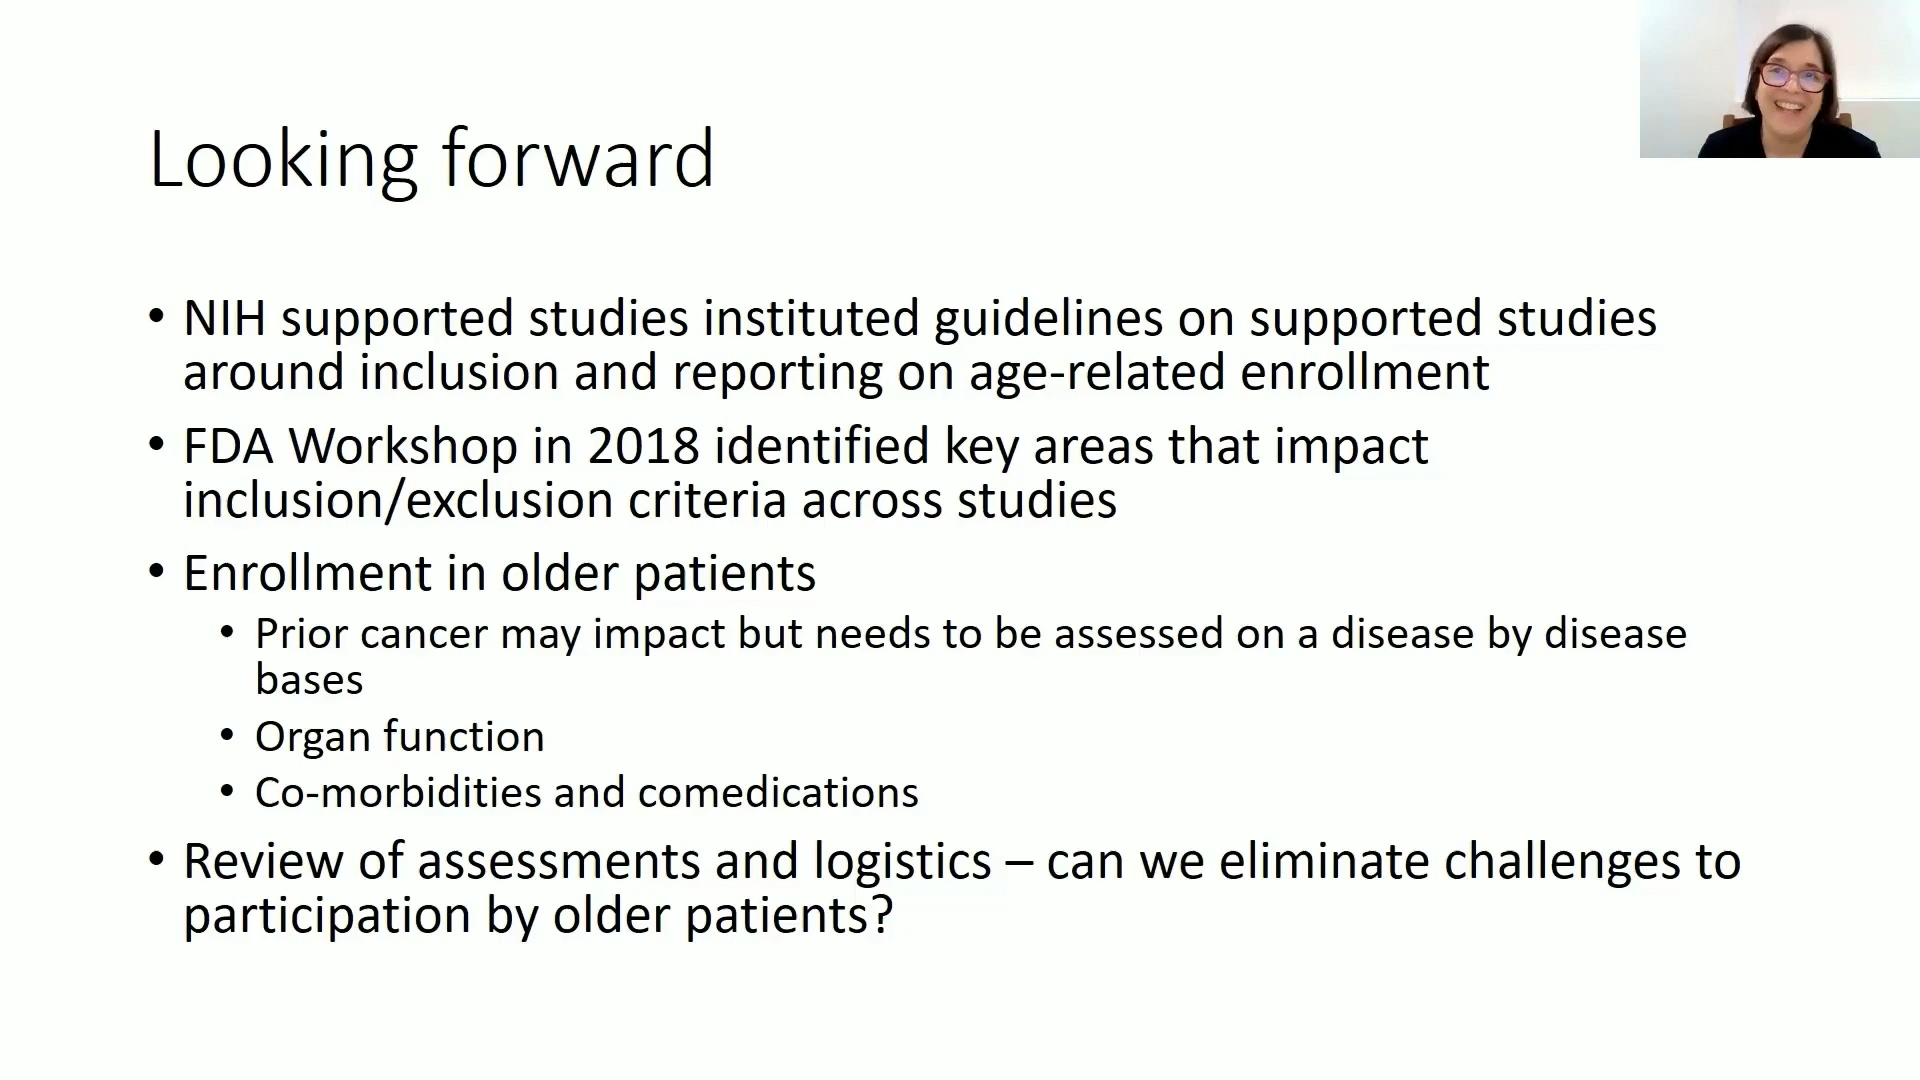 Looking forward
• NIH supported studies instituted guidelines on supported studies
around inclusion and reporting on age-related enrollment
• FDA Workshop in 2018 identified key areas that impact
inclusion/exclusion criteria across studies
• Enrollment in older patients
• Prior cancer may impact but needs to be assessed on a disease by disease
bases
• Organ function
• Co-morbidities and comedications
• Review of assessments and logistics – can we eliminate challenges to
participation by older patients?